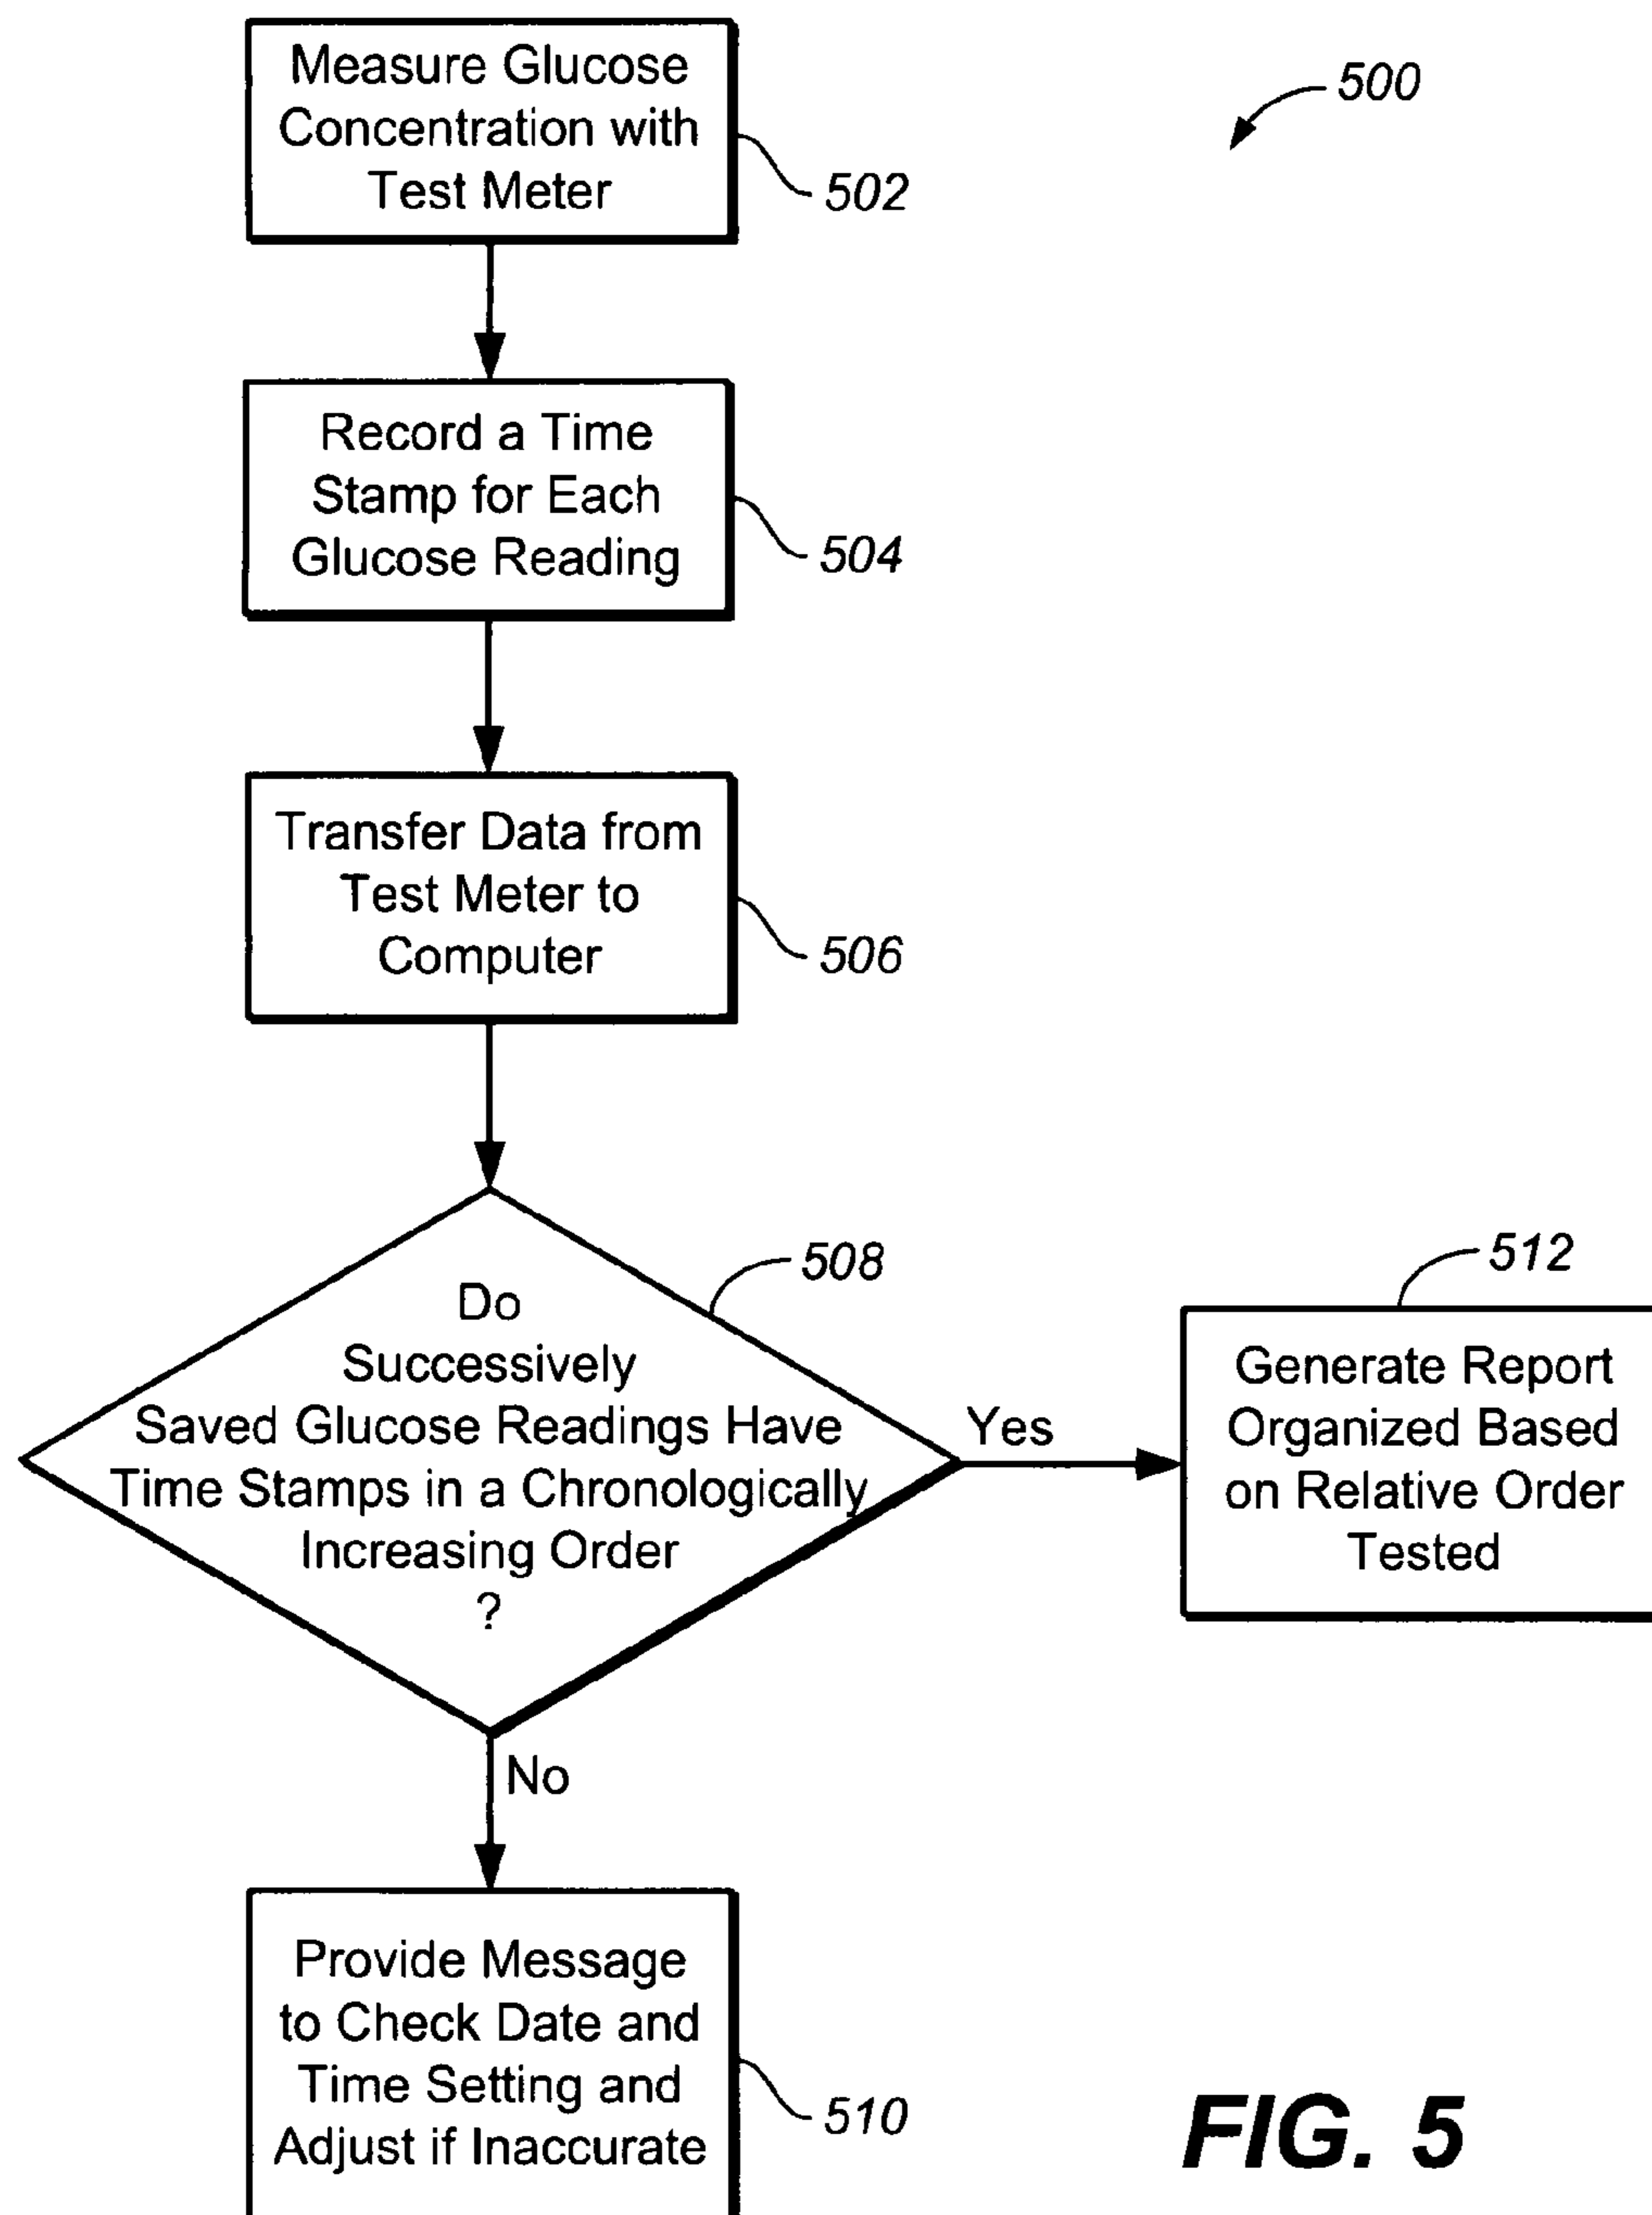 500
Measure Glucose
Concentration with
Test Meter
502
Record a Time
Stamp for Each
Glucose Reading
504
Transfer Data from
Test Meter to
Computer
506
508
Do
Successively
Saved Glucose Readings Have
Time Stamps in a Chronologically
Increasing Order
?
Yes
512
Generate Report
Organized Based
on Relative Order
Tested
No
Provide Message
to Check Date and
Time Setting and
Adjust if Inaccurate
510
FIG. 5